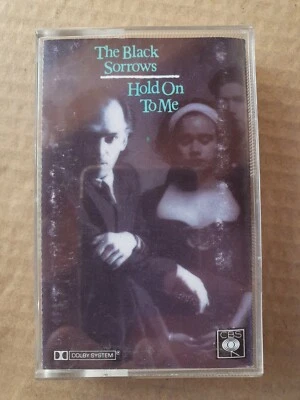 The Black
Sorrows
Hold On
To Me
DOLBY SYSTEM
CBS